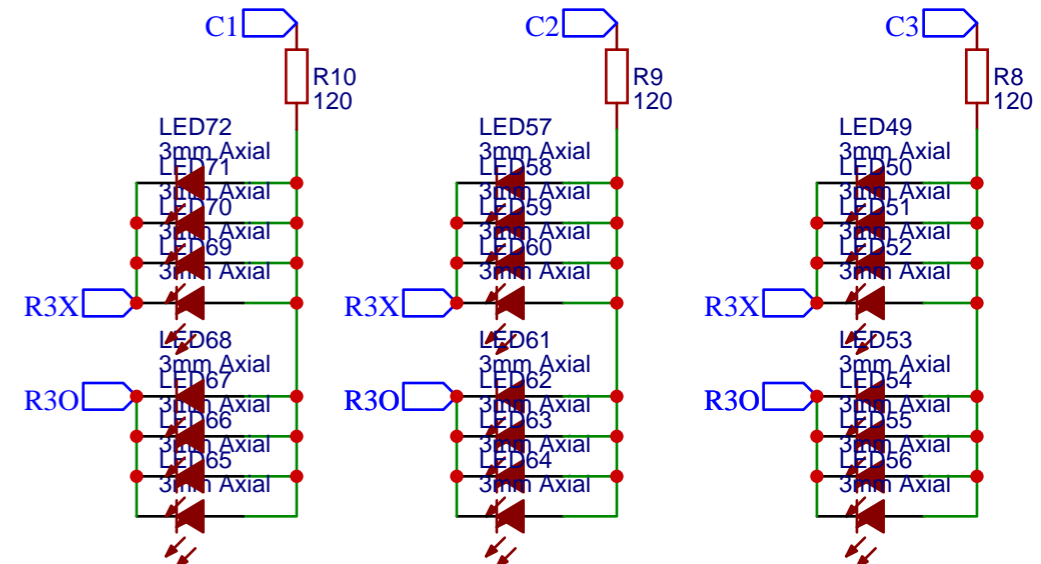 C1
R10
120
LED72
3mm Axial
LED71
3mm Axial
LED70
3mm Axial
LED69
3mm Axial
R3X
LED68
3mm Axial
R3O
LED67
3mm Axial
LED66
3mm Axial
LED65
3mm Axial
C2
R9
120
LED57
3mm Axial
LED58
3mm Axial
LED59
3mm Axial
LED60
3mm Axial
R3X
LED61
3mm Axial
R3O
LED62
3mm Axial
LED63
3mm Axial
LED64
3mm Axial
C3
R8
120
LED49
3mm Axial
LED50
3mm Axial
LED51
3mm Axial
LED52
3mm Axial
R3X
LED53
3mm Axial
R3O
LED54
3mm Axial
LED55
3mm Axial
LED56
3mm Axial